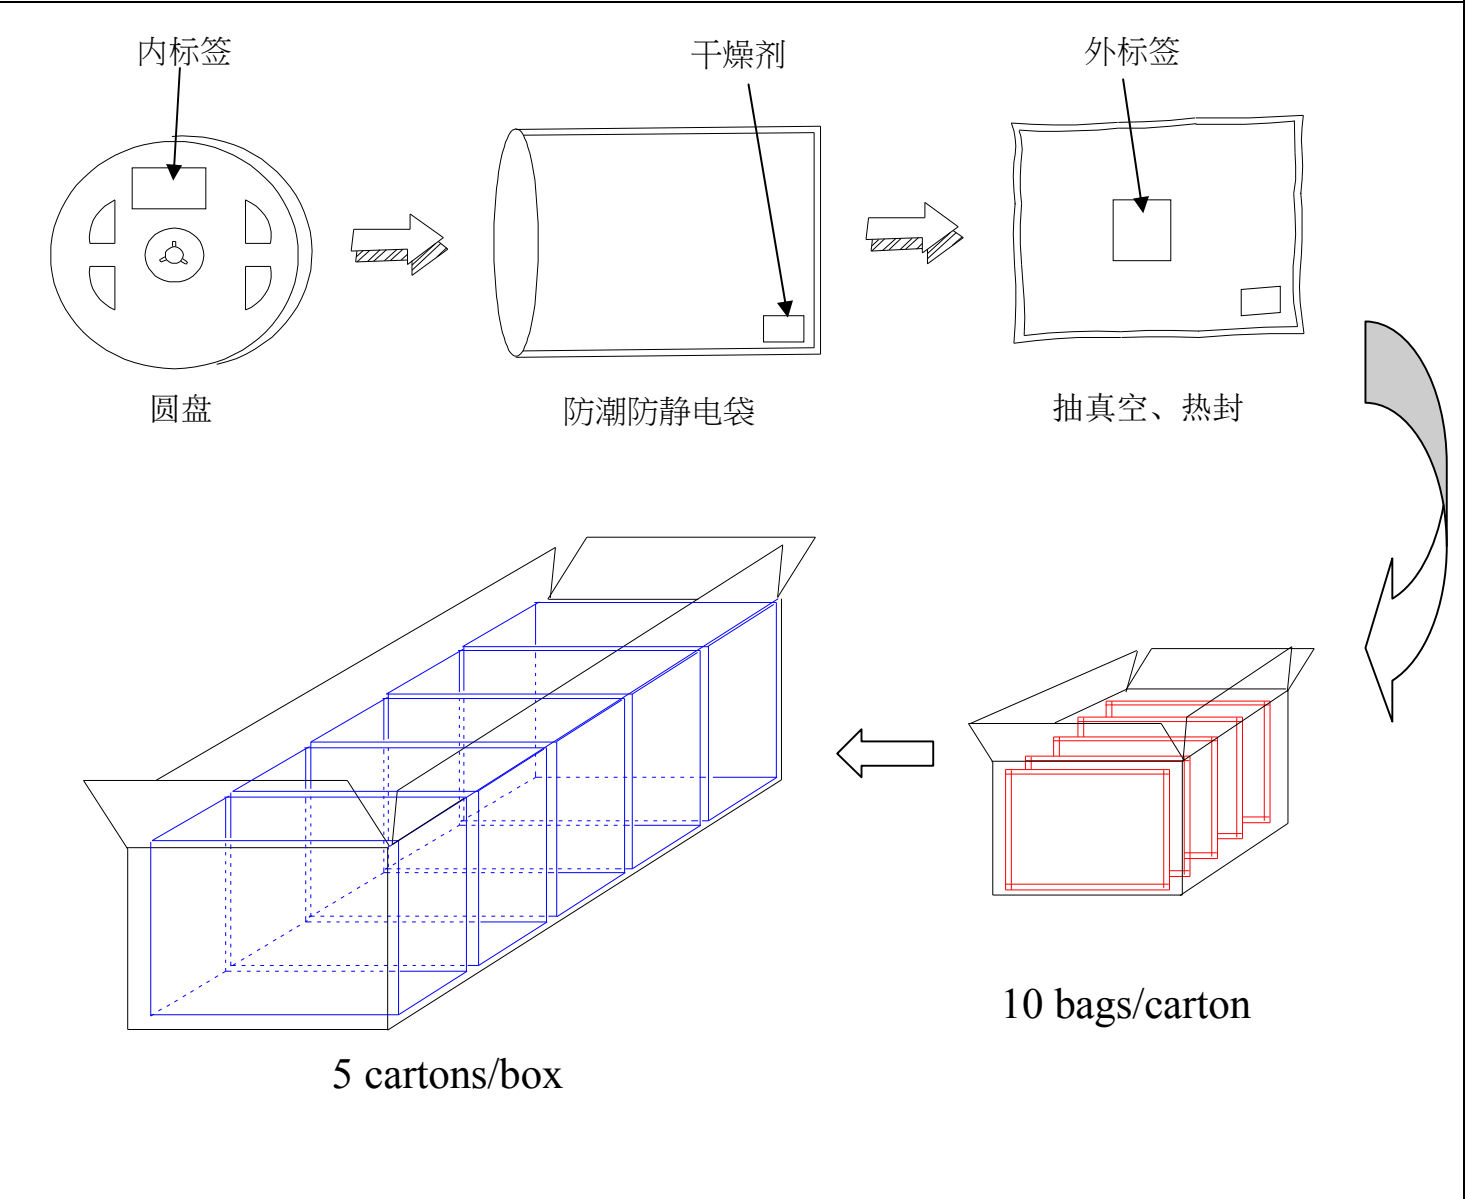 内标签
干燥剂
外标签
圆盘
防潮防静电袋
抽真空、热封
10 bags/carton
5 cartons/box